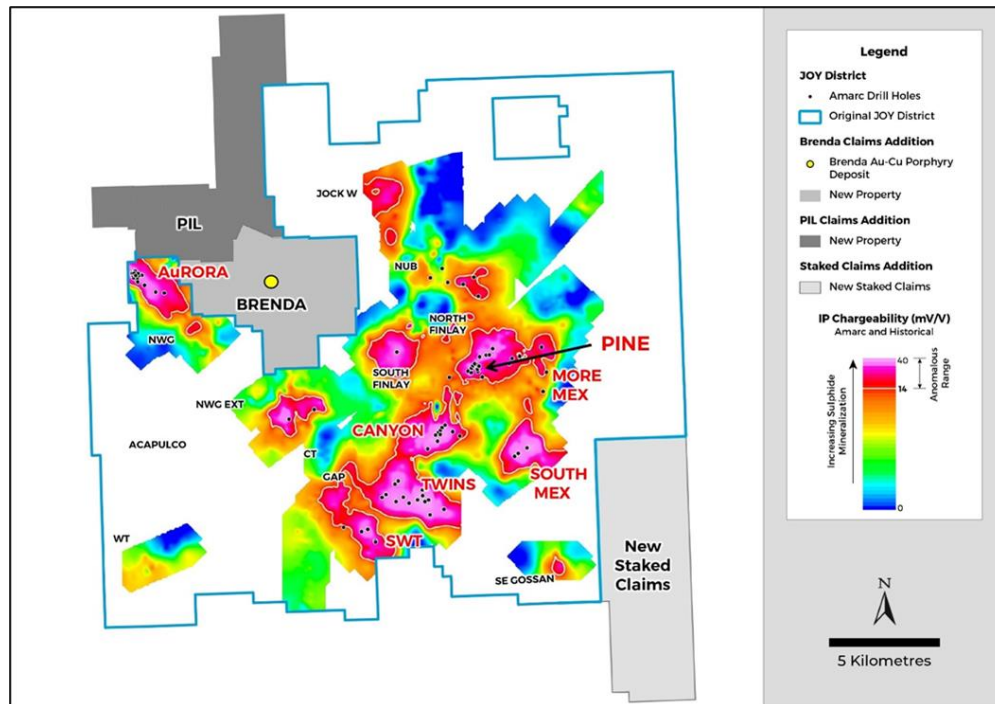 JOCK W
PIL
AuRORA
NUB
BRENDA
NORTH
FINLAY
NWG
PINE
SOUTH
FINLAY
MORE
MEX
NWG EXT
CANYON
ACAPULCO
CT
GAP
TWINS
SOUTH
MEX
WT
SWT
SE GOSSAN
New
Staked
Claims
Legend
JOY District
Amarc Drill Holes
Original JOY District
Brenda Claims Addition
Brenda Au-Cu Porphyry
Deposit
New Property
PIL Claims Addition
New Property
Staked Claims Addition
New Staked Claims
IP Chargeability (mV/V)
Amarc and Historical
Increasing Sulphide
Mineralization
40
14
0
Anomalous
Range
N
5 Kilometres